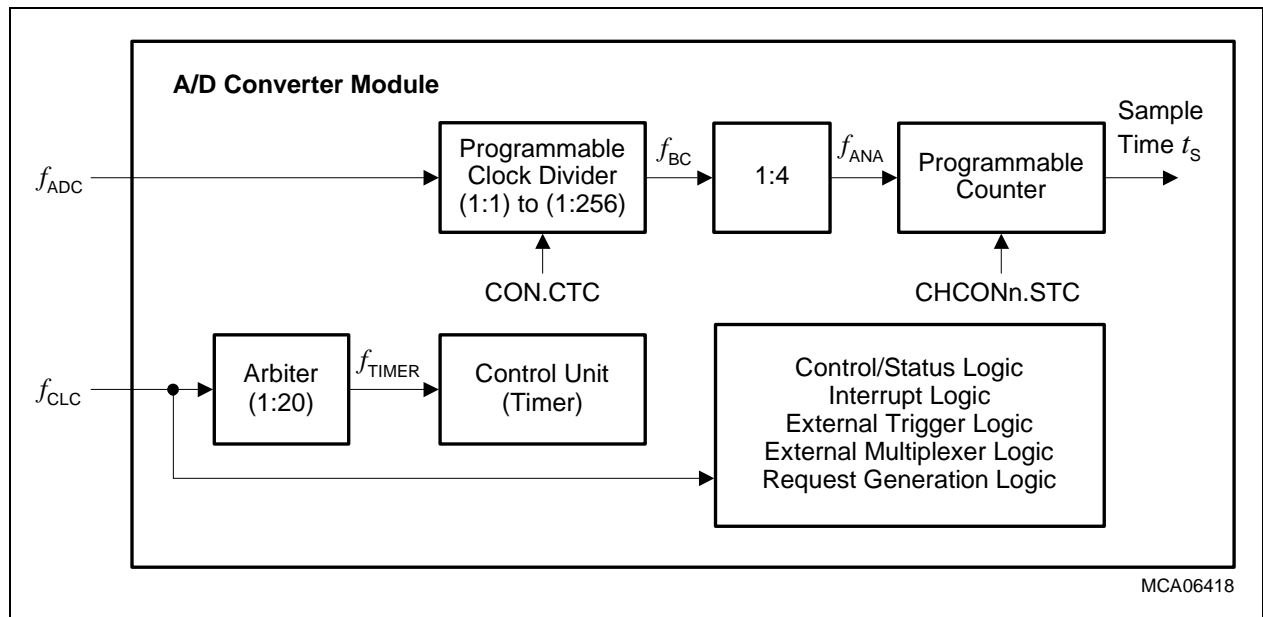 A/D Converter Module
Sample
Time tS
fADC
Programmable
Clock Divider
(1:1) to (1:256)
fBC
1:4
fANA
Programmable
Counter
CON.CTC
CHCONn.STC
fCLC
Arbiter
(1:20)
fTIMER
Control Unit
(Timer)
Control/Status Logic
Interrupt Logic
External Trigger Logic
External Multiplexer Logic
Request Generation Logic
MCA06418